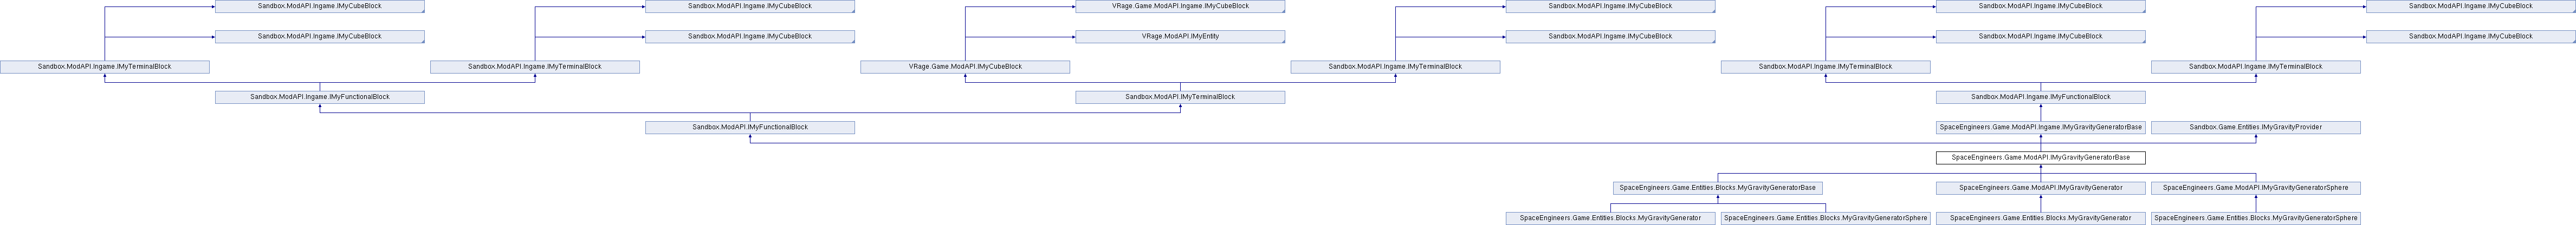 Sandbox.ModAPI.Ingame.IMyCubeBlock
Sandbox.ModAPI.Ingame.IMyCubeBlock
VRage.Game.ModAPI.Ingame.IMyCubeBlock
Sandbox.ModAPI.Ingame.IMyCubeBlock
Sandbox.ModAPI.Ingame.IMyCubeBlock
Sandbox.ModAPI.Ingame.IMyCubeBlock
Sandbox.ModAPI.Ingame.IMyCubeBlock
Sandbox.ModAPI.Ingame.IMyCubeBlock
VRage.ModAPI.IMyEntity
Sandbox.ModAPI.Ingame.IMyCubeBlock
Sandbox.ModAPI.Ingame.IMyCubeBlock
Sandbox.ModAPI.Ingame.IMyCubeBlock
Sandbox.ModAPI.Ingame.IMyTerminalBlock
Sandbox.ModAPI.Ingame.IMyTerminalBlock
VRage.Game.ModAPI.IMyCubeBlock
Sandbox.ModAPI.Ingame.IMyTerminalBlock
Sandbox.ModAPI.Ingame.IMyTerminalBlock
Sandbox.ModAPI.Ingame.IMyTerminalBlock
Sandbox.ModAPI.Ingame.IMyFunctionalBlock
Sandbox.ModAPI.IMyTerminalBlock
Sandbox.ModAPI.Ingame.IMyFunctionalBlock
Sandbox.ModAPI.IMyFunctionalBlock
SpaceEngineers.Game.ModAPI.Ingame.IMyGravityGeneratorBase
Sandbox.Game.Entities.IMyGravityProvider
SpaceEngineers.Game.ModAPI.IMyGravityGeneratorBase
SpaceEngineers.Game.Entities.Blocks.MyGravityGeneratorBase
SpaceEngineers.Game.ModAPI.IMyGravityGenerator
SpaceEngineers.Game.ModAPI.IMyGravityGeneratorSphere
SpaceEngineers.Game.Entities.Blocks.MyGravityGenerator
SpaceEngineers.Game.Entities.Blocks.MyGravityGeneratorSphere
SpaceEngineers.Game.Entities.Blocks.MyGravityGenerator
SpaceEngineers.Game.Entities.Blocks.MyGravityGeneratorSphere